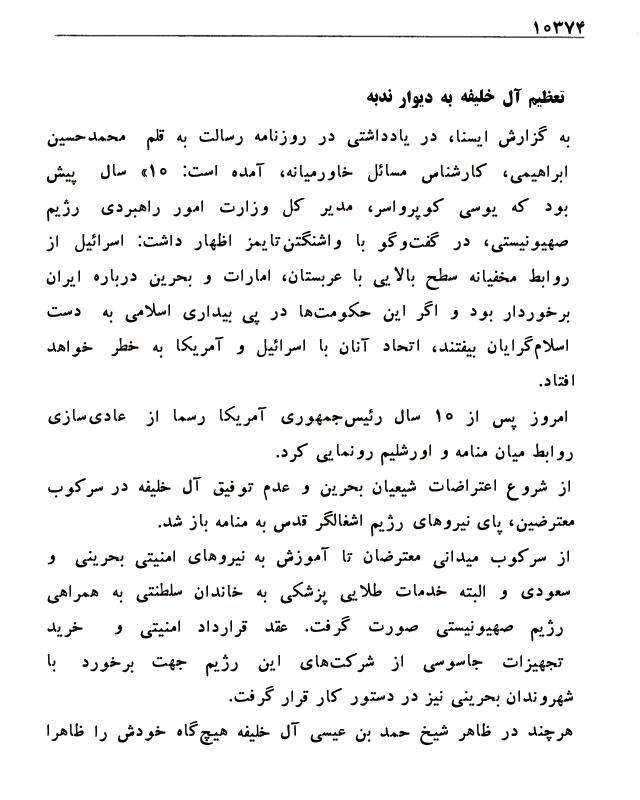 ۱۰۳۷۴
تعظیم آل خلیفه به دیوار ندبه
به گزارش ایسنا، در یادداشتی در روزنامه رسالت به قلم محمدحسین
ابراهیمی، کارشناس مسائل خاورمیانه، آمده است: «۱۰ سال پیش
بود که یوسی کوپرواسر، مدیر کل وزارت امور راهبردی رژیم
صهیونیستی، در گفت‌وگو با واشنگتن‌تایمز اظهار داشت: اسرائیل از
روابط مخفیانه سطح بالایی با عربستان، امارات و بحرین درباره ایران
برخوردار بود و اگر این حکومت‌ها در پی بیداری اسلامی به دست
اسلام‌گرایان بیفتند، اتحاد آنان با اسرائیل و آمریکا به خطر خواهد
افتاد.
امروز پس از ۱۰ سال رئیس‌جمهوری آمریکا رسما از عادی‌سازی
روابط میان منامه و اورشلیم رونمایی کرد.
از شروع اعتراضات شیعیان بحرین و عدم توفیق آل خلیفه در سرکوب
معترضین، پای نیروهای رژیم اشغالگر قدس به منامه باز شد.
از سرکوب میدانی معترضان تا آموزش به نیروهای امنیتی بحرینی و
سعودی و البته خدمات طلایی پزشکی به خاندان سلطنتی به همراهی
رژیم صهیونیستی صورت گرفت. عقد قرارداد امنیتی و خرید
تجهیزات جاسوسی از شرکت‌های این رژیم جهت برخورد با
شهروندان بحرینی نیز در دستور کار قرار گرفت.
هرچند در ظاهر شیخ حمد بن عیسی آل خلیفه هیچ‌گاه خودش را ظاهرا